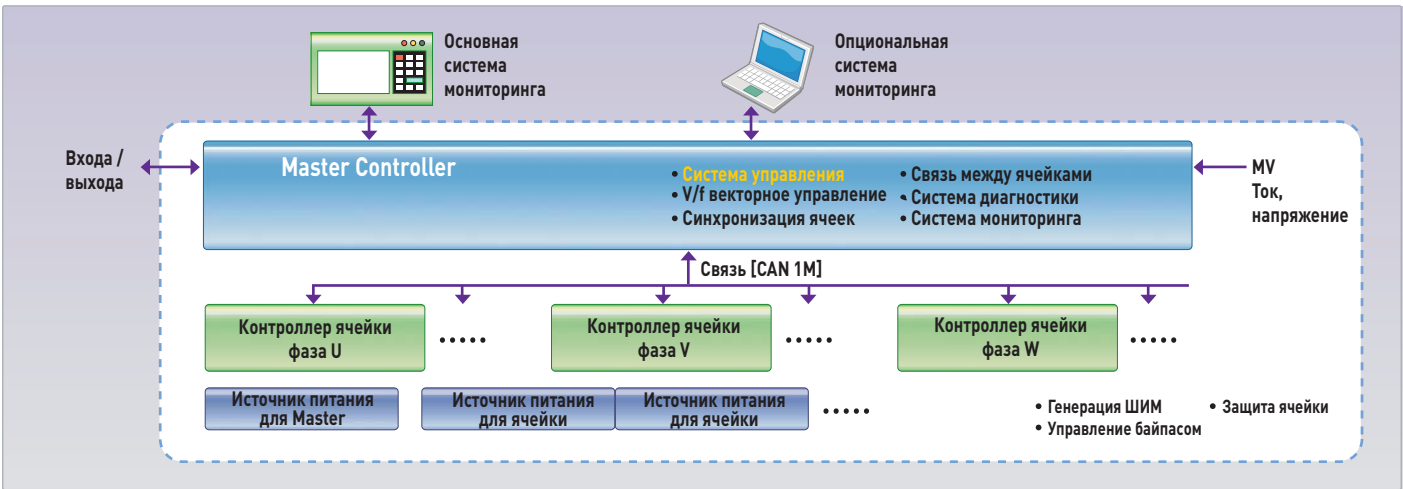 Основная
система
мониторинга
Опциональная
система
мониторинга
Входа /
выхода
Master Controller
• Система управления
• V/f векторное управление
• Синхронизация ячеек
• Связь между ячейками
• Система диагностики
• Система мониторинга
MV
Ток,
напряжение
Связь [CAN 1M]
Контроллер ячейки
фаза U
•••••
Контроллер ячейки
фаза V
•••••
Контроллер ячейки
фаза W
•••••
Источник питания
для Master
Источник питания
для ячейки
Источник питания
для ячейки
•••••
• Генерация ШИМ
• Управление байпасом
• Защита ячейки